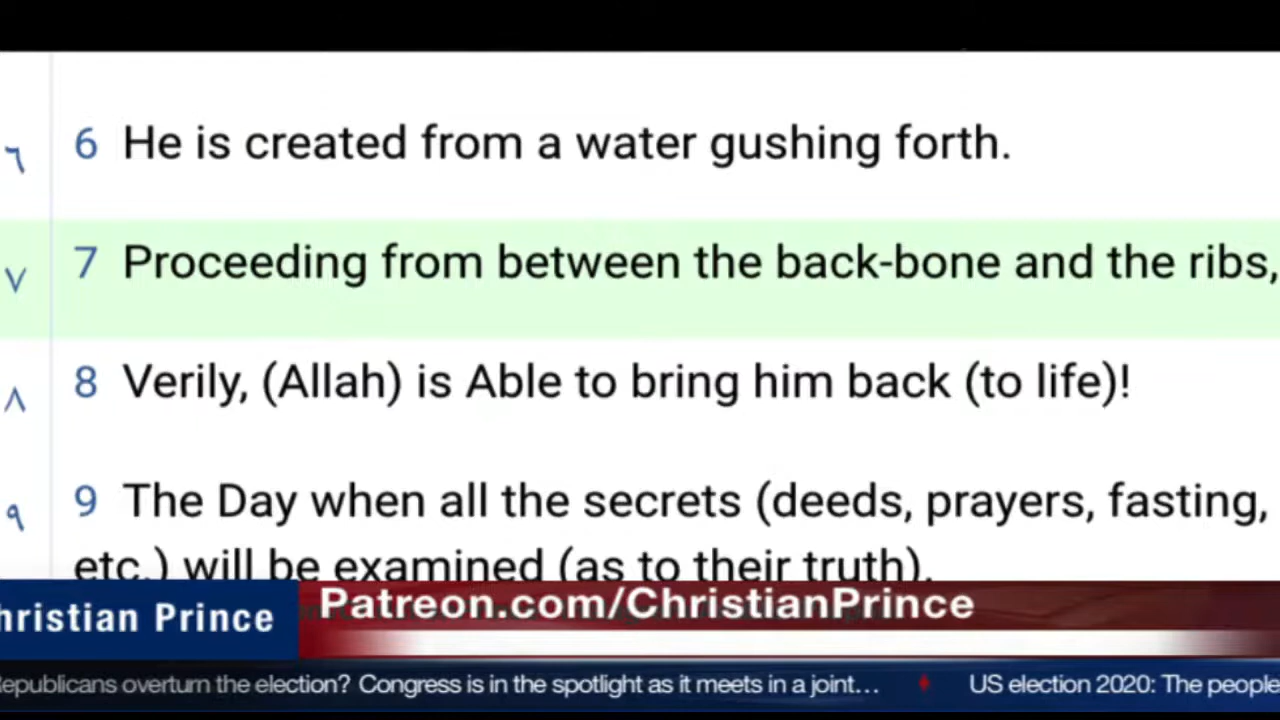 ٦ 6 He is created from a water gushing forth.
٧ 7 Proceeding from between the back-bone and the ribs,
٨ 8 Verily, (Allah) is Able to bring him back (to life)!
٩ 9 The Day when all the secrets (deeds, prayers, fasting,
etc.) will be examined (as to their truth).
hristian Prince
Patreon.com/ChristianPrince
Republicans overturn the election? Congress is in the spotlight as it meets in a joint... US election 2020: The people